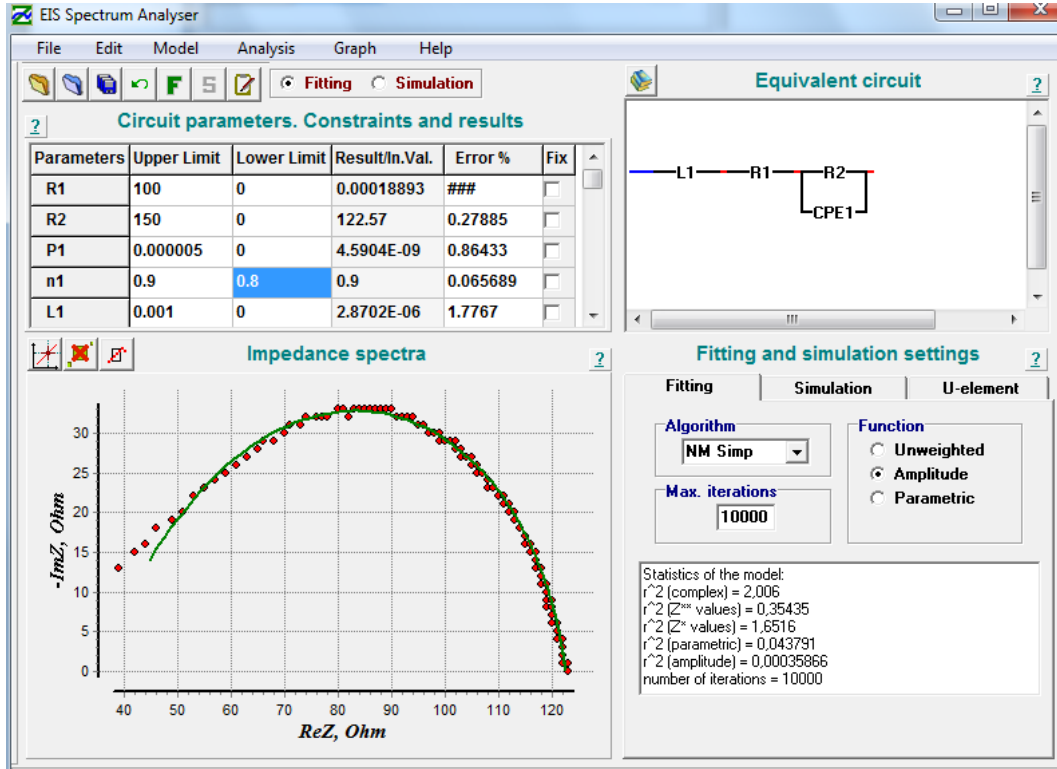 EIS Spectrum Analyser
File Edit Model Analysis Graph Help
F S Fitting Simulation
? Circuit parameters. Constraints and results
Parameters Upper Limit Lower Limit Result/In.Val. Error % Fix
R1 100 0 0.00018893 ###
R2 150 0 122.57 0.27885
P1 0.000005 0 4.5904E-09 0.86433
n1 0.9 0.8 0.9 0.065689
L1 0.001 0 2.8702E-06 1.7767
Equivalent circuit ?
L1 R1 R2
CPE1
Impedance spectra ?
-ImZ, Ohm
30
25
20
15
10
5
0
40 50 60 70 80 90 100 110 120
ReZ, Ohm
Fitting and simulation settings ?
Fitting Simulation U-element
Algorithm
NM Simp
Max. iterations
10000
Function
Unweighted
Amplitude
Parametric
Statistics of the model:
r^2 (complex) = 2,006
r^2 (Z'' values) = 0,35435
r^2 (Z' values) = 1,6516
r^2 (parametric) = 0,043791
r^2 (amplitude) = 0,00035866
number of iterations = 10000